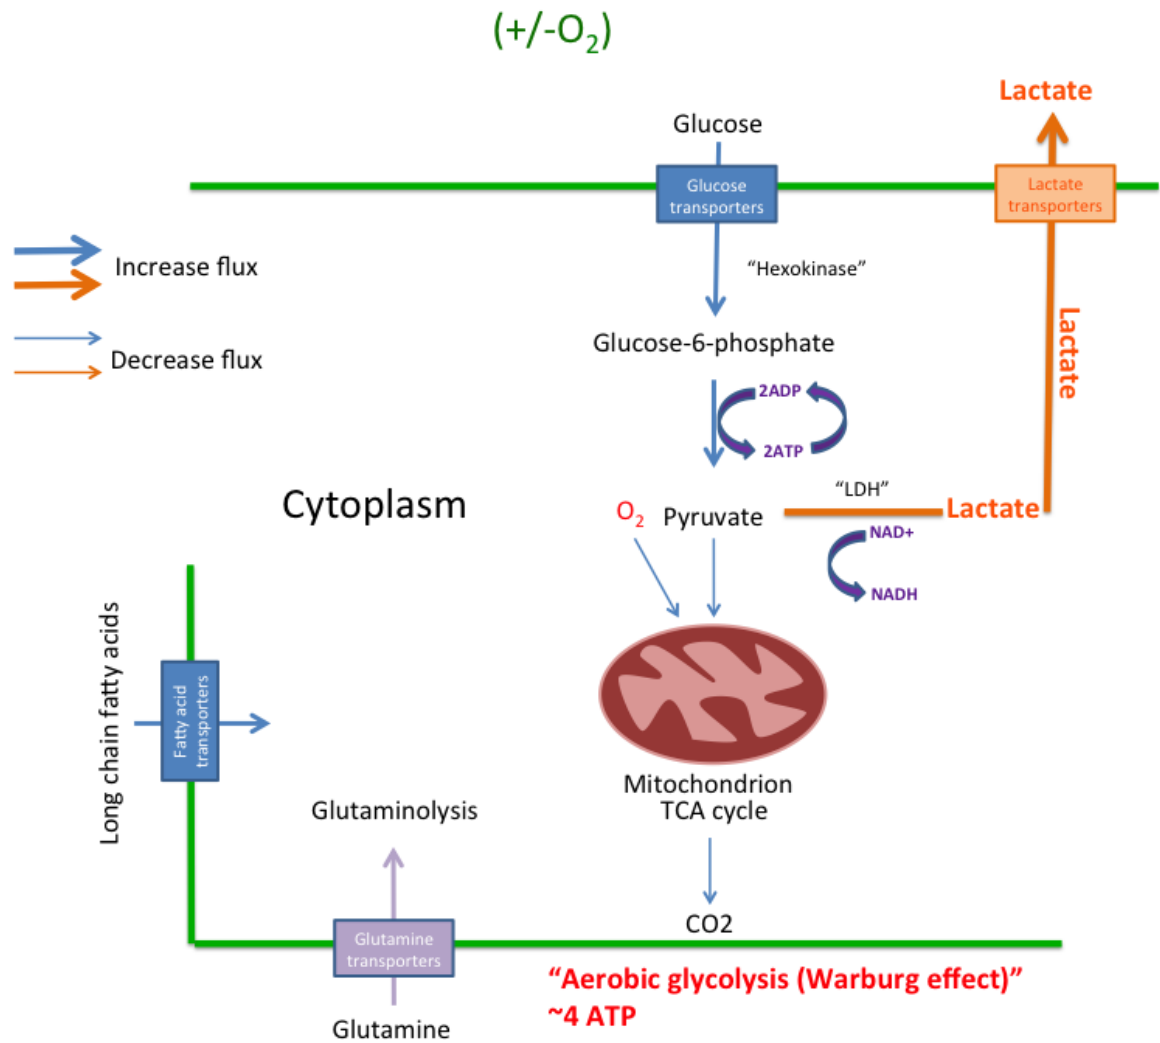 (+/-O₂)
Lactate
Glucose
Glucose
transporters
Lactate
transporters
Increase flux
"Hexokinase"
Lactate
Glucose-6-phosphate
Decrease flux
2ADP
2ATP
Cytoplasm
"LDH"
O₂
Pyruvate
Lactate
NAD+
NADH
Long chain fatty acids
Fatty acid
transporters
Mitochondrion
TCA cycle
Glutaminolysis
CO2
Glutamine
transporters
"Aerobic glycolysis (Warburg effect)"
~4 ATP
Glutamine